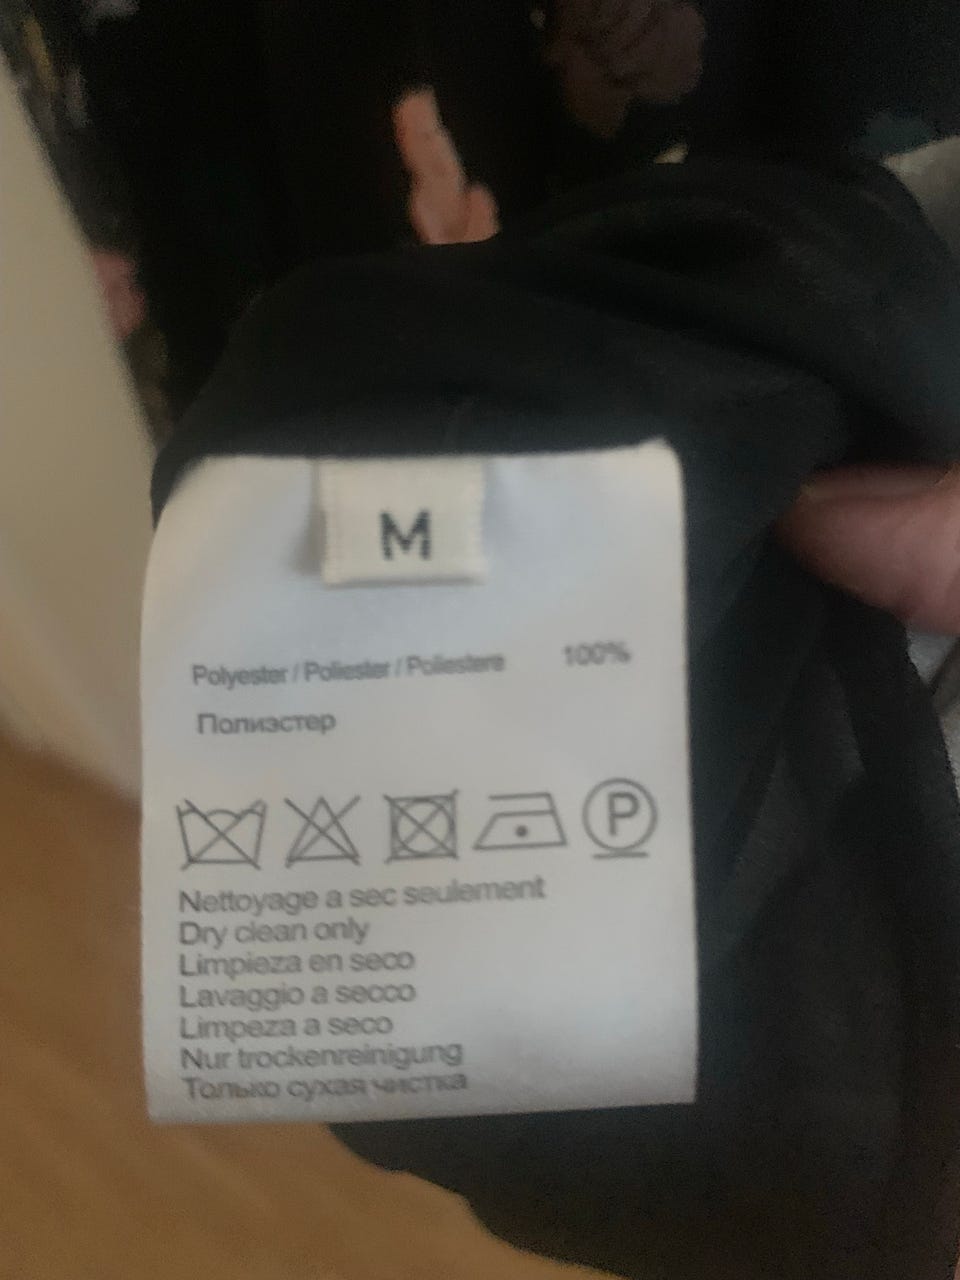 M
Polyester / Poliester / Poliestere 100%
Полиэстер
P
Nettoyage a sec seulement
Dry clean only
Limpieza en seco
Lavaggio a secco
Limpeza a seco
Nur trockenreinigung
Только сухая чистка